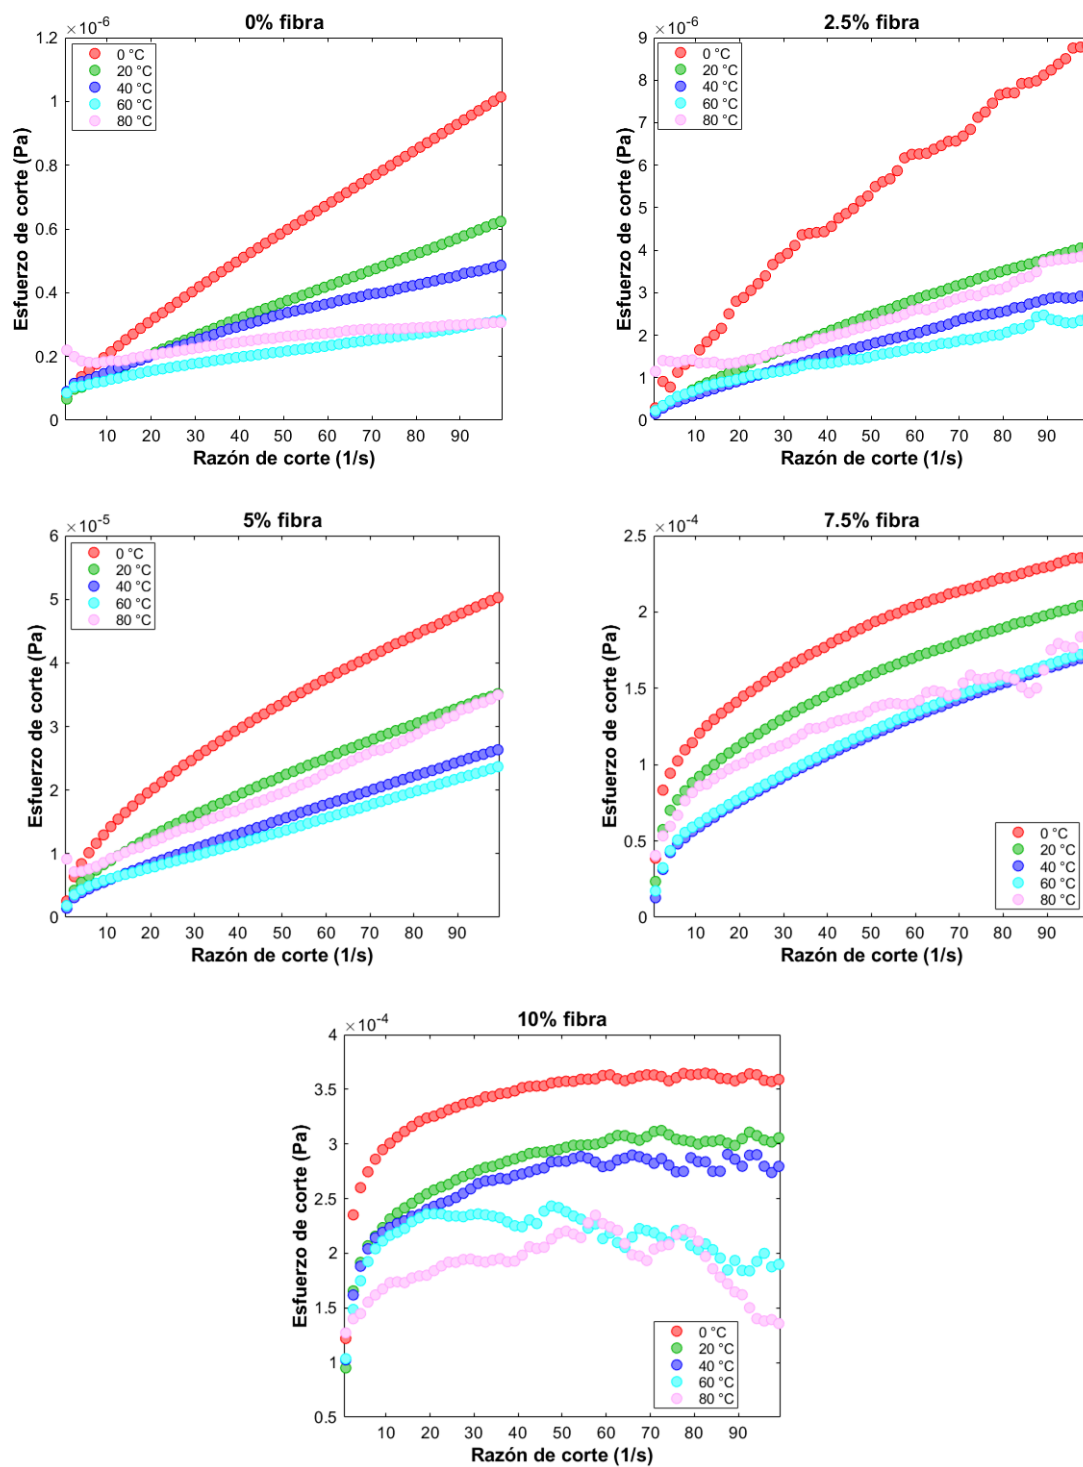 0% fibra
×10⁻⁶
1.2
1
0.8
0.6
0.4
0.2
0
Esfuerzo de corte (Pa)
0 °C
20 °C
40 °C
60 °C
80 °C
10 20 30 40 50 60 70 80 90
Razón de corte (1/s)
2.5% fibra
×10⁻⁶
9
8
7
6
5
4
3
2
1
0
Esfuerzo de corte (Pa)
0 °C
20 °C
40 °C
60 °C
80 °C
10 20 30 40 50 60 70 80 90
Razón de corte (1/s)
5% fibra
×10⁻⁵
6
5
4
3
2
1
0
Esfuerzo de corte (Pa)
0 °C
20 °C
40 °C
60 °C
80 °C
10 20 30 40 50 60 70 80 90
Razón de corte (1/s)
7.5% fibra
×10⁻⁴
2.5
2
1.5
1
0.5
0
Esfuerzo de corte (Pa)
0 °C
20 °C
40 °C
60 °C
80 °C
10 20 30 40 50 60 70 80 90
Razón de corte (1/s)
10% fibra
×10⁻⁴
4
3.5
3
2.5
2
1.5
1
0.5
Esfuerzo de corte (Pa)
0 °C
20 °C
40 °C
60 °C
80 °C
10 20 30 40 50 60 70 80 90
Razón de corte (1/s)